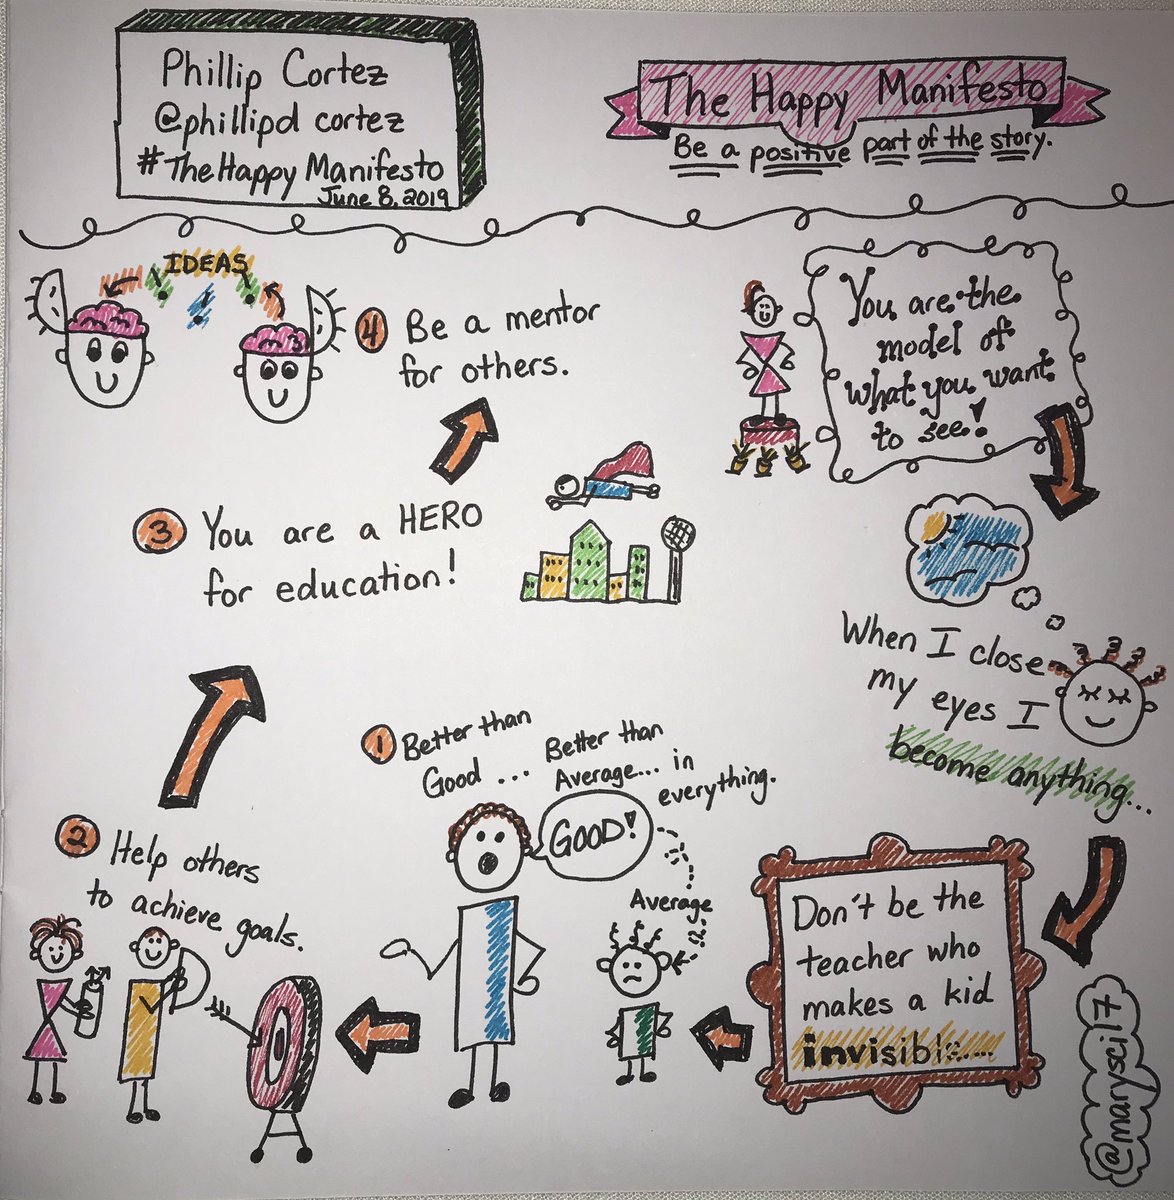 Phillip Cortez
@phillipd cortez
#TheHappy Manifesto
June 8, 2019
The Happy Manifesto
Be a positive part of the story.
You are the
model of
what you want
to see!
When I close
my eyes I
become anything...
Don't be the
teacher who
makes a kid
invisible....
1 Better than
Good ... Better than
Average... in
everything.
GOOD!
Average
2 Help others
to achieve goals.
3 You are a HERO
for education!
4 Be a mentor
for others.
IDEAS
@marysci17